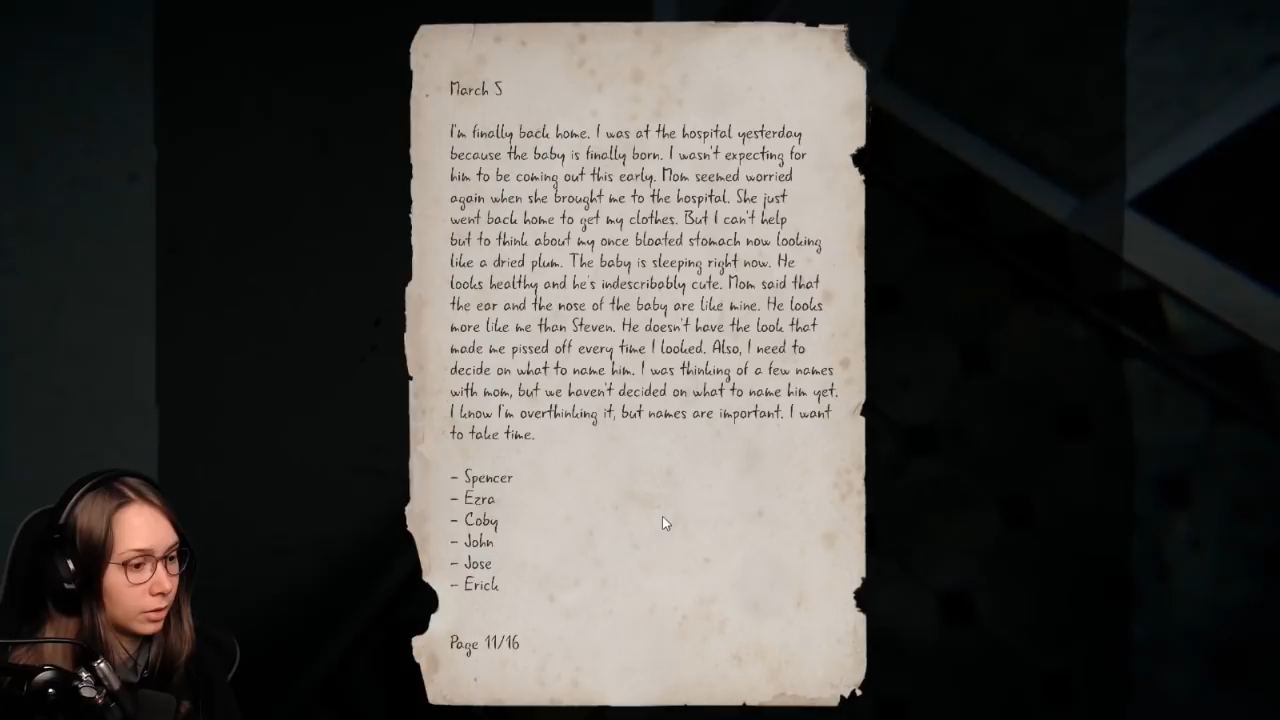 March 5
I'm finally back home. I was at the hospital yesterday
because the baby is finally born. I wasn't expecting for
him to be coming out this early. Mom seemed worried
again when she brought me to the hospital. She just
went back home to get my clothes. But I can't help
but to think about my once bloated stomach now looking
like a dried plum. The baby is sleeping right now. He
looks healthy and he's indescribably cute. Mom said that
the ear and the nose of the baby are like mine. He looks
more like me than Steven. He doesn't have the look that
made me pissed off every time I looked. Also, I need to
decide on what to name him. I was thinking of a few names
with mom, but we haven't decided on what to name him yet.
I know I'm overthinking it, but names are important. I want
to take time.
- Spencer
- Ezra
- Coby
- John
- Jose
- Erick
Page 11/16